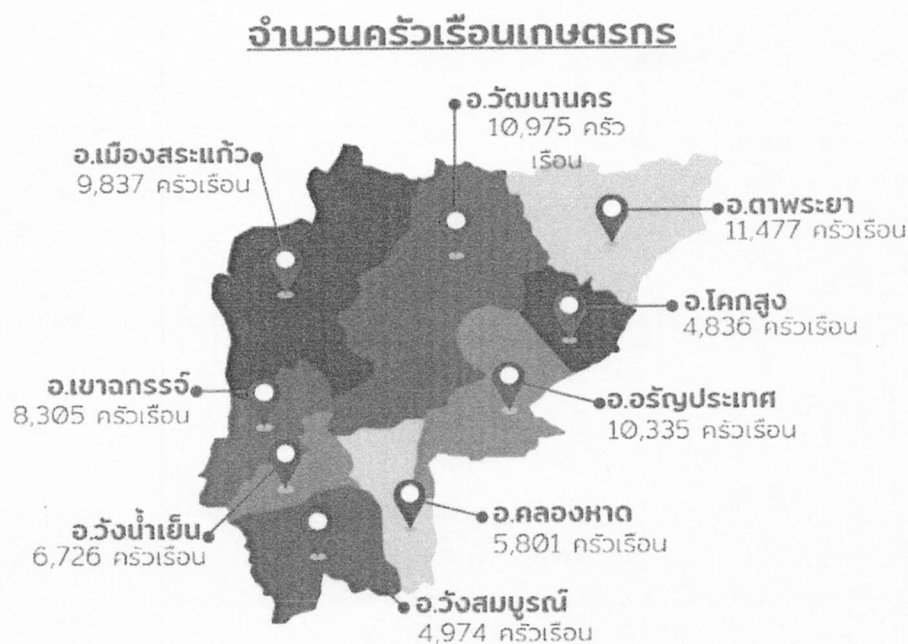 จำนวนครัวเรือนเกษตรกร
อ.วัฒนานคร
10,975 ครัว
เรือน
อ.เมืองสระแก้ว
9,837 ครัวเรือน
อ.ตาพระยา
11,477 ครัวเรือน
อ.โคกสูง
4,836 ครัวเรือน
อ.เขาฉกรรจ์
8,305 ครัวเรือน
อ.อรัญประเทศ
10,335 ครัวเรือน
อ.วังน้ำเย็น
6,726 ครัวเรือน
อ.คลองหาด
5,801 ครัวเรือน
อ.วังสมบูรณ์
4,974 ครัวเรือน